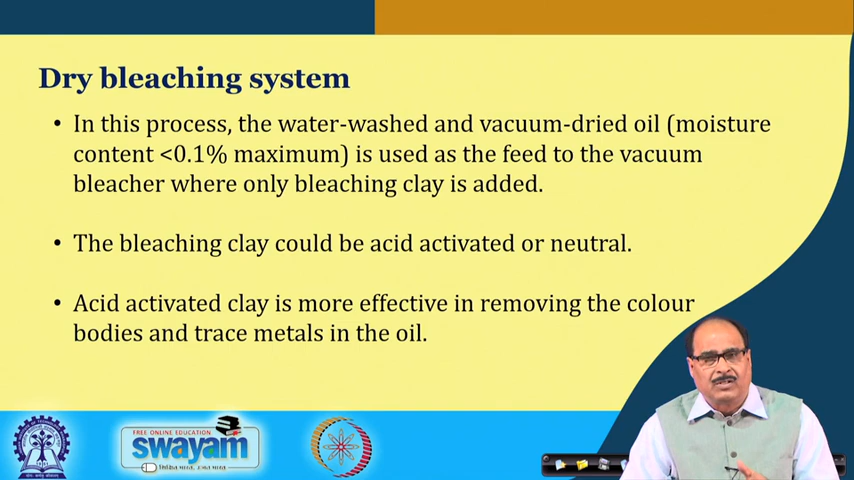 Dry bleaching system
• In this process, the water-washed and vacuum-dried oil (moisture
content <0.1% maximum) is used as the feed to the vacuum
bleacher where only bleaching clay is added.
• The bleaching clay could be acid activated or neutral.
• Acid activated clay is more effective in removing the colour
bodies and trace metals in the oil.
FREE ONLINE EDUCATION
swayam